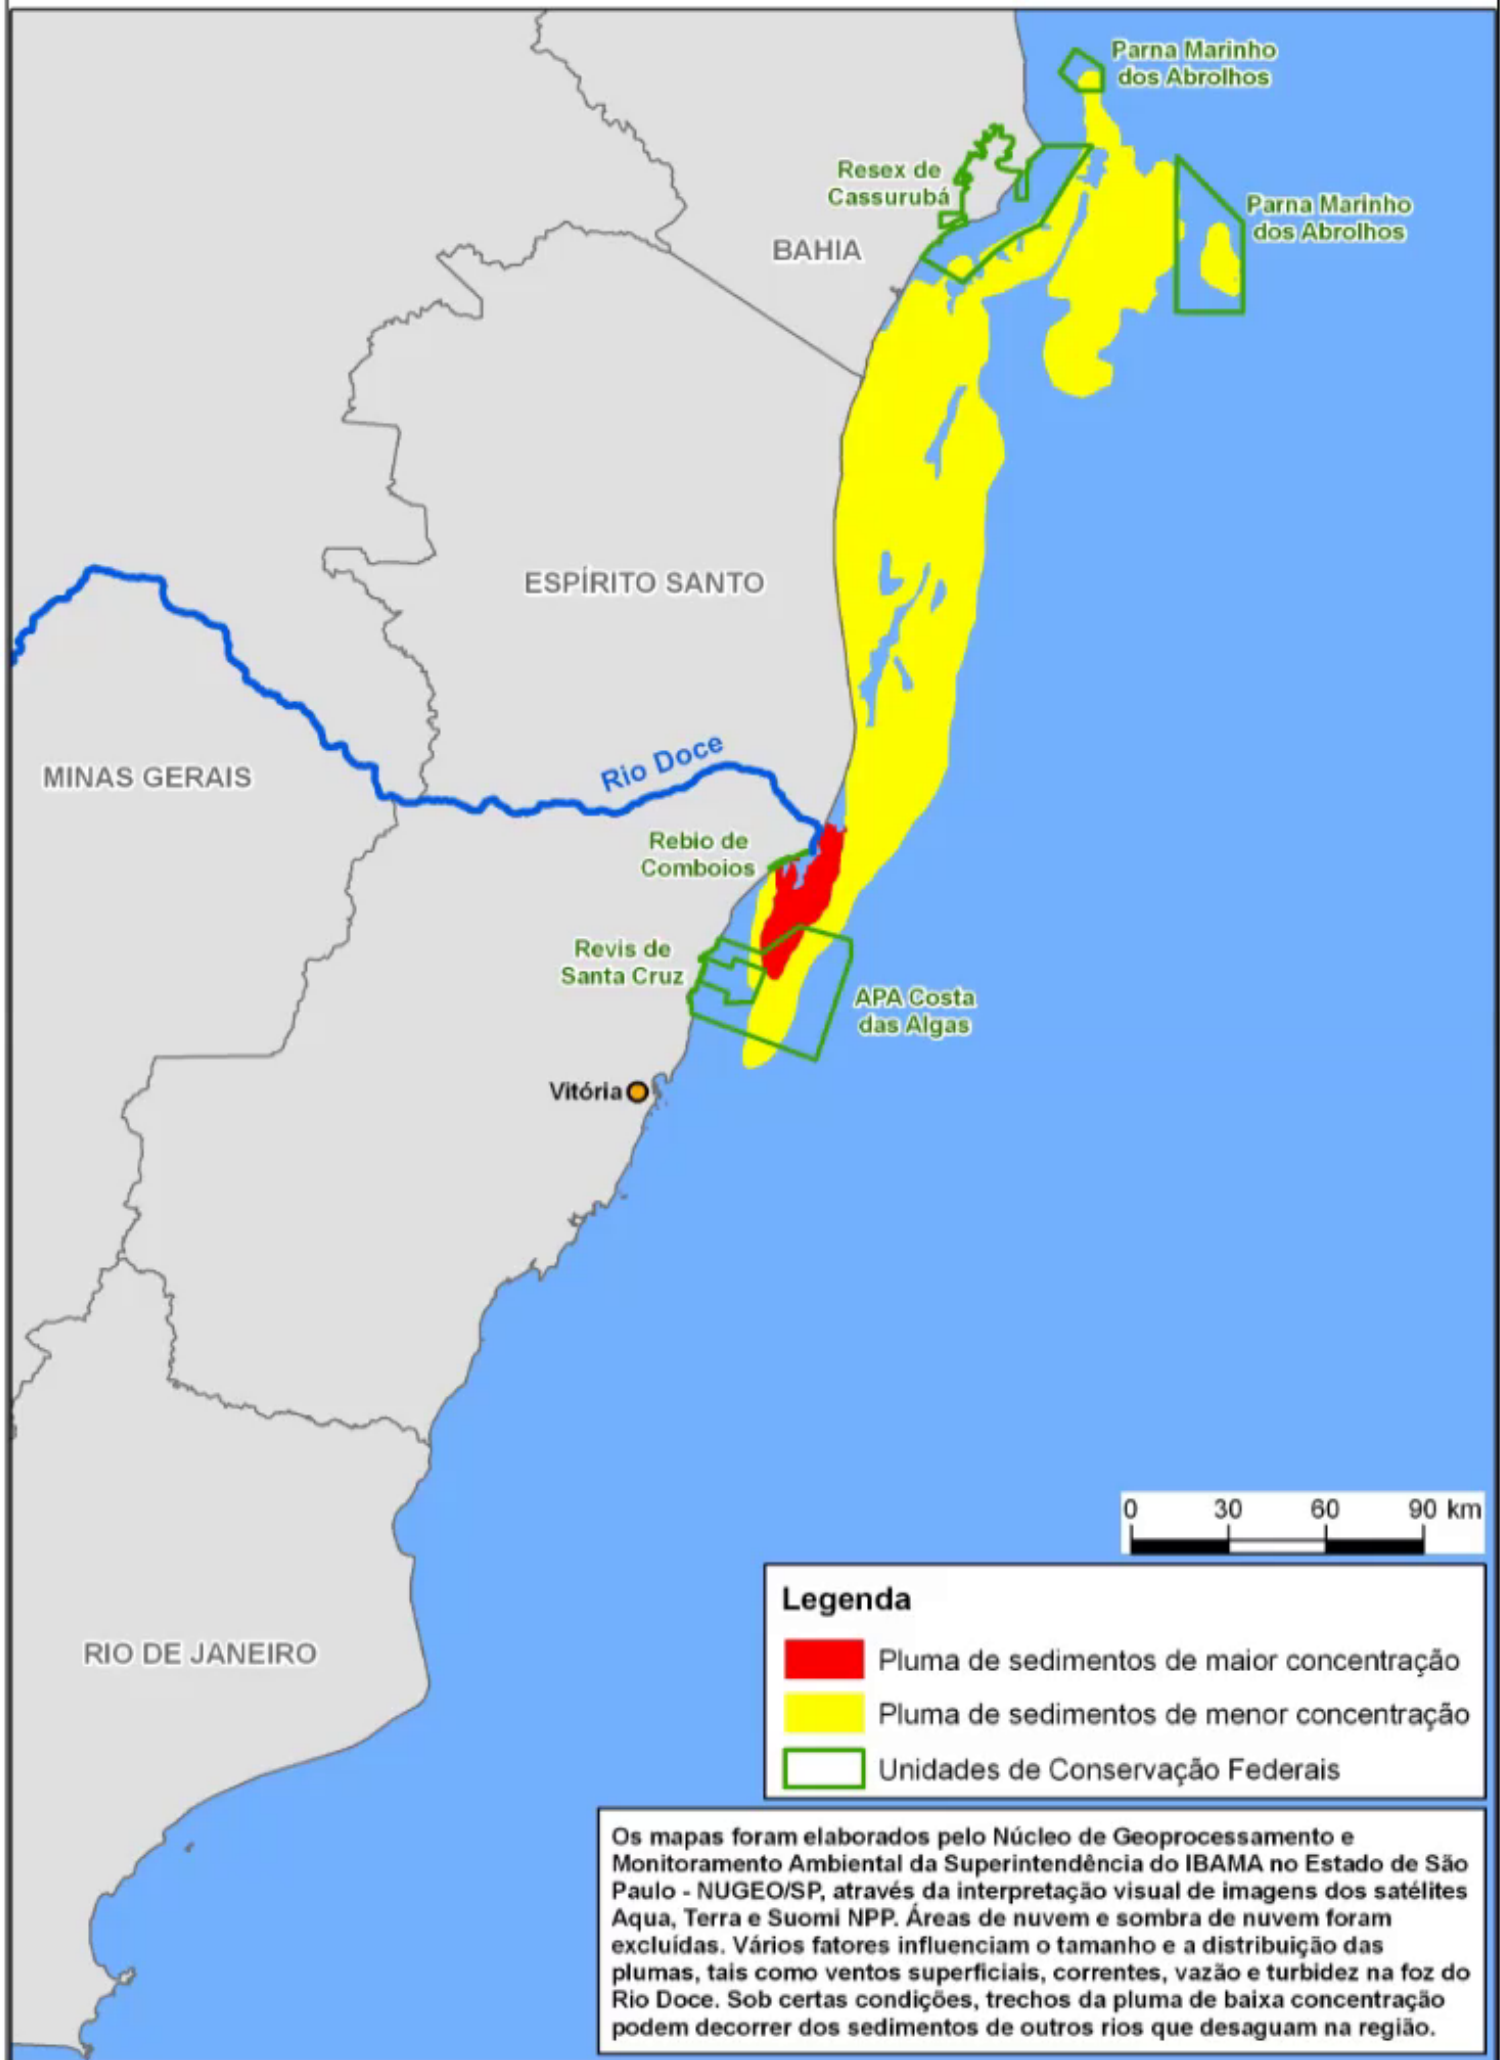 Parna Marinho
dos Abrolhos
Resex de
Cassurubá
Parna Marinho
dos Abrolhos
BAHIA
ESPÍRITO SANTO
MINAS GERAIS
Rio Doce
Rebio de
Comboios
Revis de
Santa Cruz
APA Costa
das Algas
Vitória
0 30 60 90 km
Legenda
Pluma de sedimentos de maior concentração
Pluma de sedimentos de menor concentração
Unidades de Conservação Federais
RIO DE JANEIRO
Os mapas foram elaborados pelo Núcleo de Geoprocessamento e
Monitoramento Ambiental da Superintendência do IBAMA no Estado de São
Paulo - NUGEO/SP, através da interpretação visual de imagens dos satélites
Aqua, Terra e Suomi NPP. Áreas de nuvem e sombra de nuvem foram
excluídas. Vários fatores influenciam o tamanho e a distribuição das
plumas, tais como ventos superficiais, correntes, vazão e turbidez na foz do
Rio Doce. Sob certas condições, trechos da pluma de baixa concentração
podem decorrer dos sedimentos de outros rios que desaguam na região.